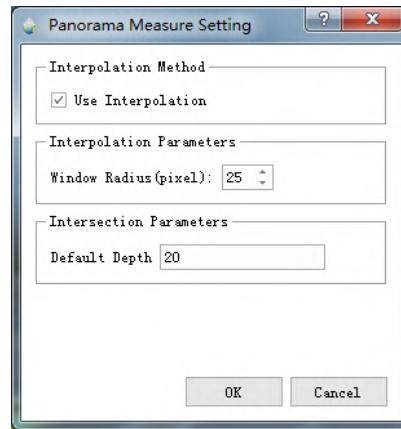 Panorama Measure Setting
Interpolation Method
Use Interpolation
Interpolation Parameters
Window Radius(pixel): 25
Intersection Parameters
Default Depth 20
OK Cancel